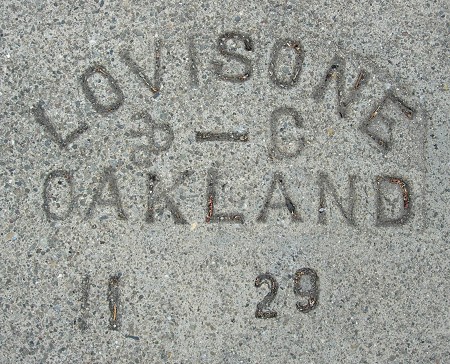 LOVISONE
R-C
OAKLAND
11 29